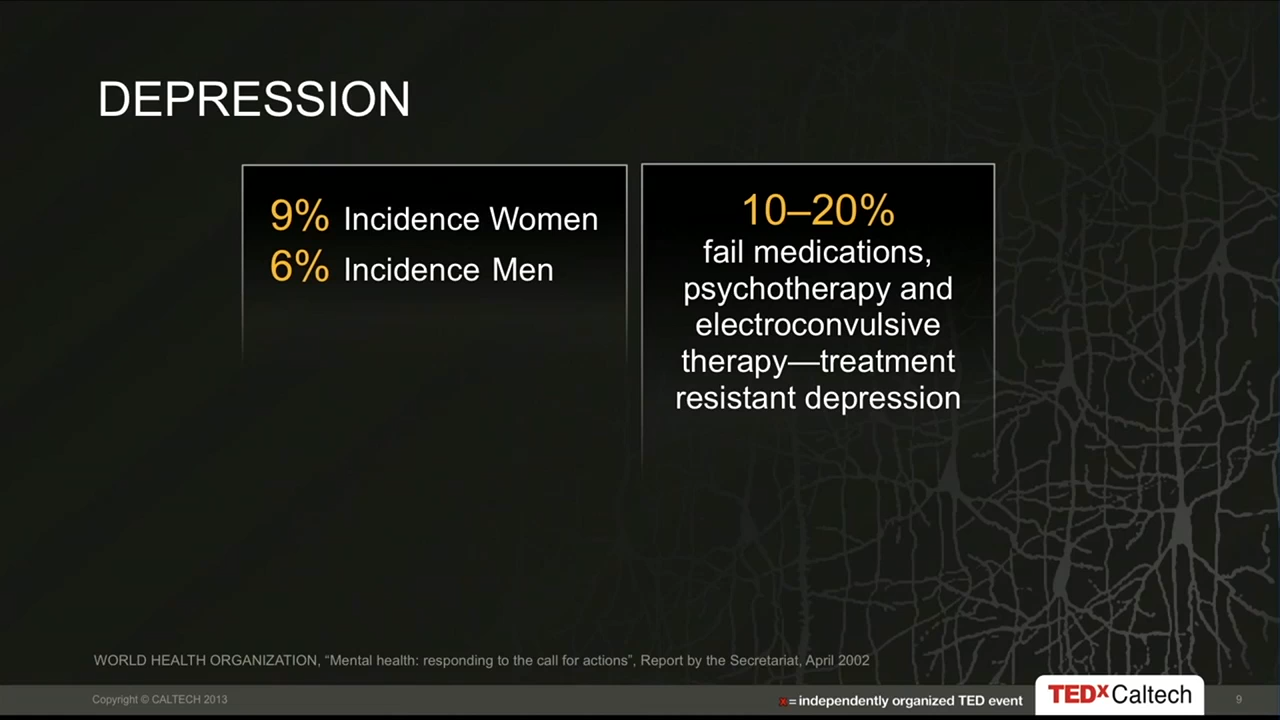 DEPRESSION
9% Incidence Women
6% Incidence Men
10–20%
fail medications,
psychotherapy and
electroconvulsive
therapy—treatment
resistant depression
WORLD HEALTH ORGANIZATION, “Mental health: responding to the call for actions”, Report by the Secretariat, April 2002
Copyright © CALTECH 2013
x = independently organized TED event
TEDxCaltech
9